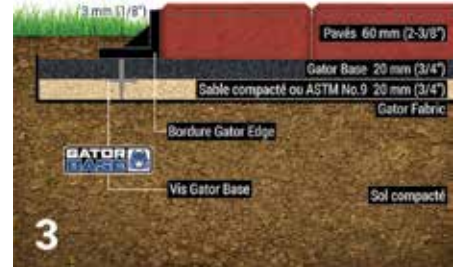 3 mm (1/8")
Pavés 60 mm (2-3/8")
Gator Base 20 mm (3/4")
Sable compacté ou ASTM No.9 20 mm (3/4")
Gator Fabric
Bordure Gator Edge
GATOR
BASE
Vis Gator Base
Sol compacté
3